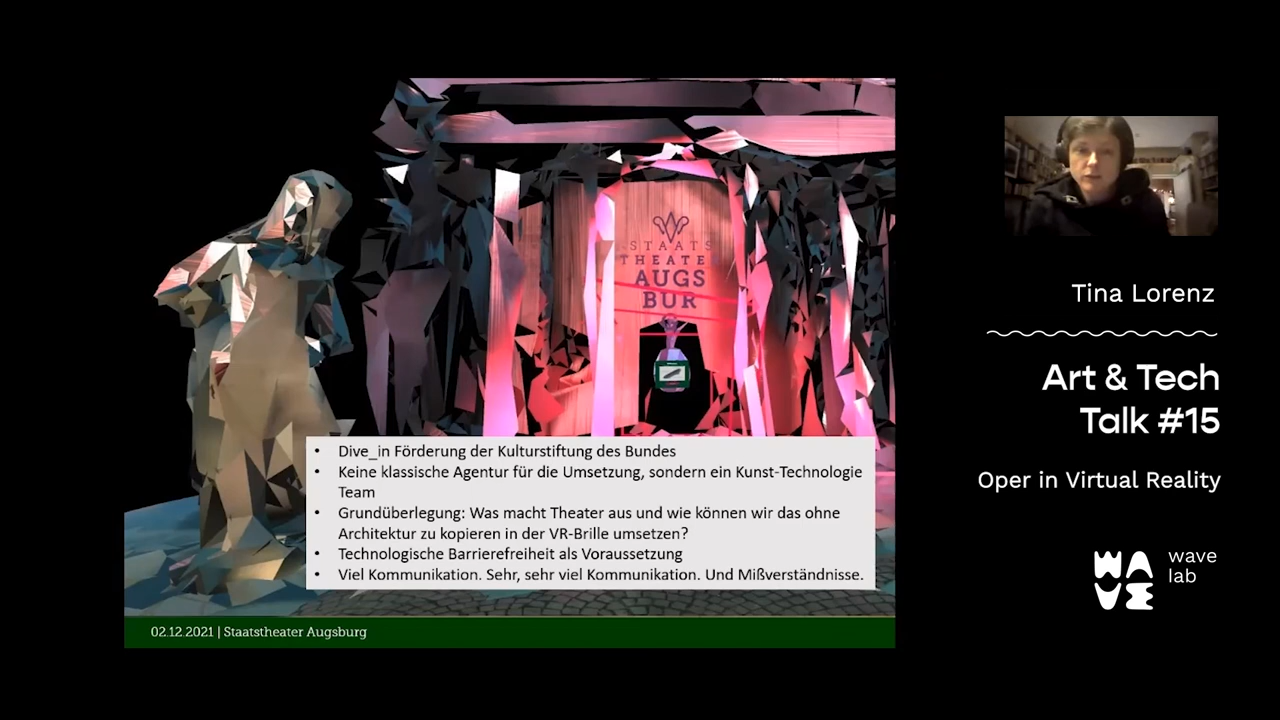 STAATS
THEATE
AUGS
BUR
• Dive_in Förderung der Kulturstiftung des Bundes
• Keine klassische Agentur für die Umsetzung, sondern ein Kunst-Technologie
Team
• Grundüberlegung: Was macht Theater aus und wie können wir das ohne
Architektur zu kopieren in der VR-Brille umsetzen?
• Technologische Barrierefreiheit als Voraussetzung
• Viel Kommunikation. Sehr, sehr viel Kommunikation. Und Mißverständnisse.
02.12.2021 | Staatstheater Augsburg
Tina Lorenz
Art & Tech
Talk #15
Oper in Virtual Reality
WAVE
wave
lab